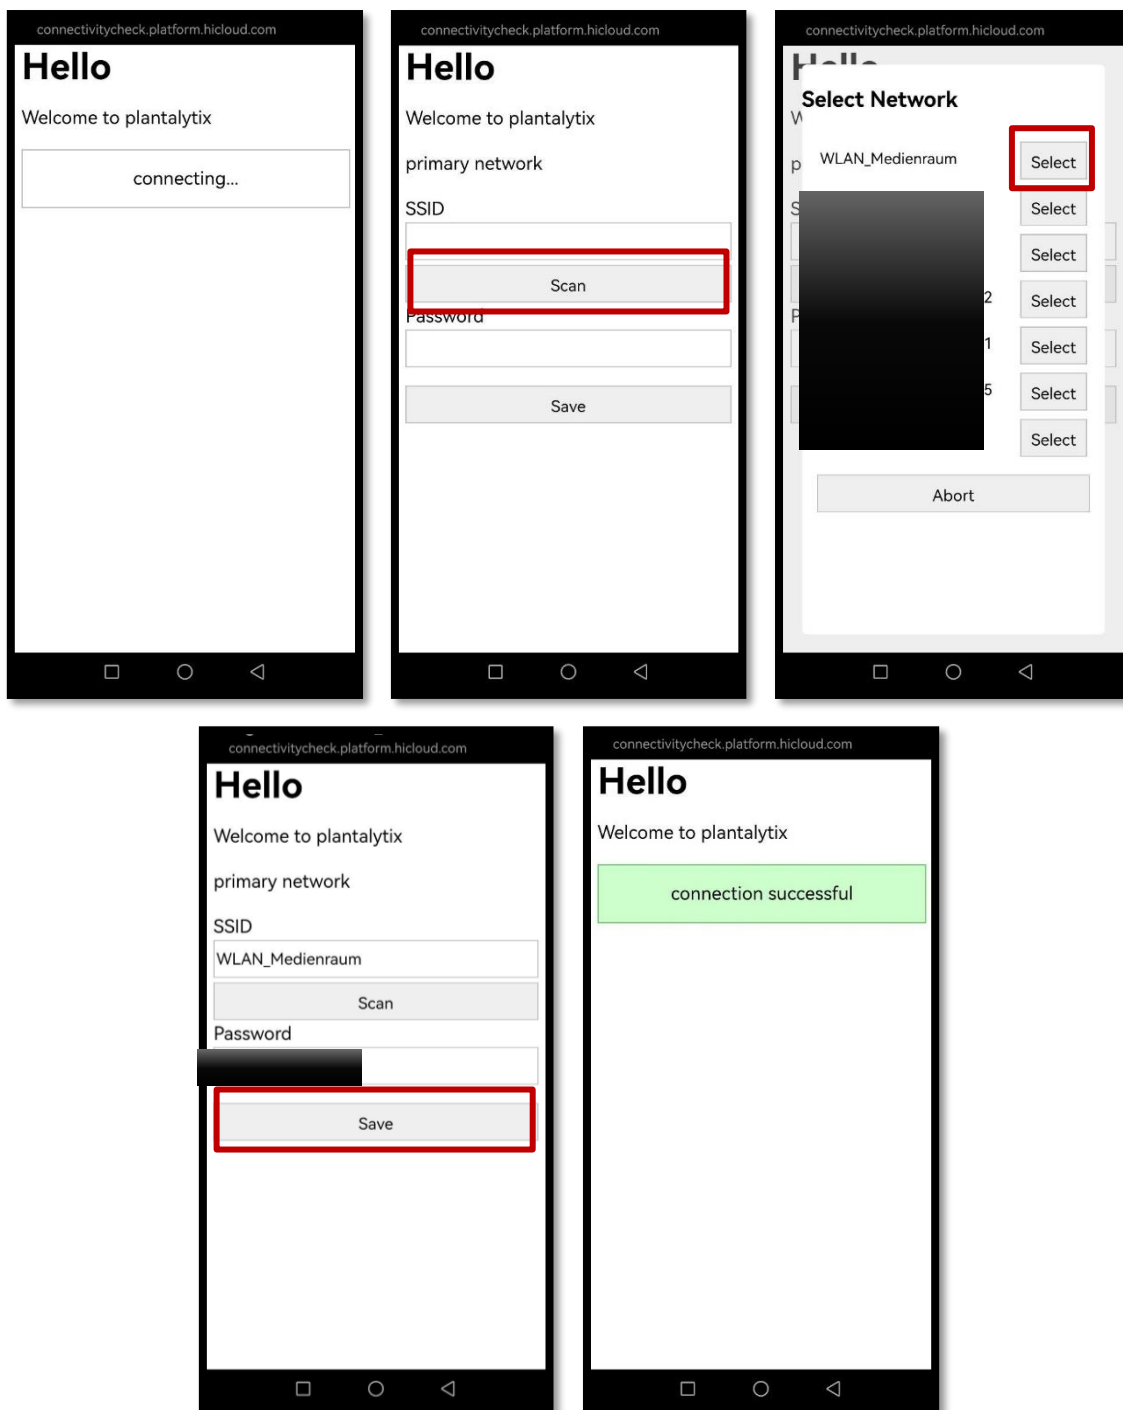 connectivitycheck.platform.hicloud.com
Hello
Welcome to plantalytix
connecting...
connectivitycheck.platform.hicloud.com
Hello
Welcome to plantalytix
primary network
SSID
Scan
Password
Save
connectivitycheck.platform.hicloud.com
Hello
Select Network
WLAN_Medienraum
Select
Select
Select
2
Select
1
Select
5
Select
Select
Abort
connectivitycheck.platform.hicloud.com
Hello
Welcome to plantalytix
primary network
SSID
WLAN_Medienraum
Scan
Password
Save
connectivitycheck.platform.hicloud.com
Hello
Welcome to plantalytix
connection successful